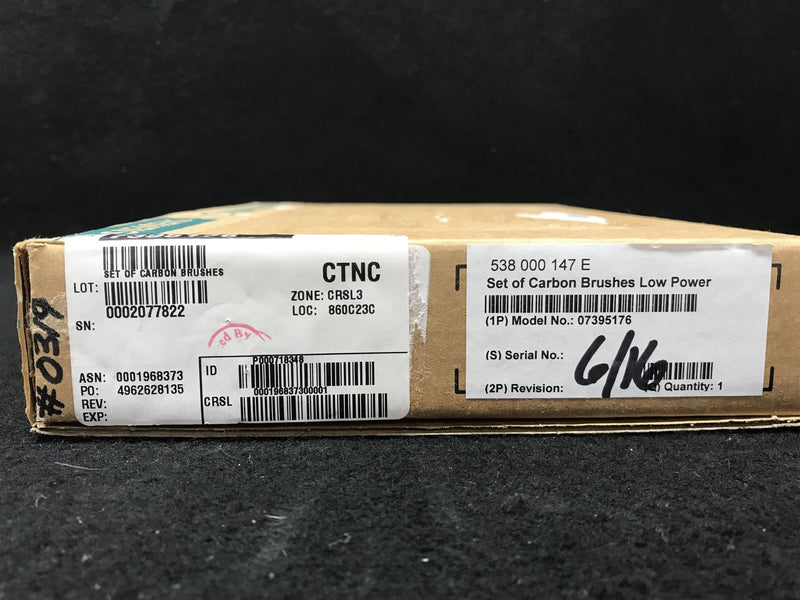 #0319
SET OF CARBON BRUSHES
LOT:
0002077822
SN:
CTNC
ZONE: CRSL3
LOC: 860C23C
ed By
ASN: 0001968373
PO: 4962628135
REV:
EXP:
ID
P000718348
CRSL
000196837300001
538 000 147 E
Set of Carbon Brushes Low Power
(1P) Model No.: 07395176
(S) Serial No.:
6/16
(2P) Revision:
Quantity: 1